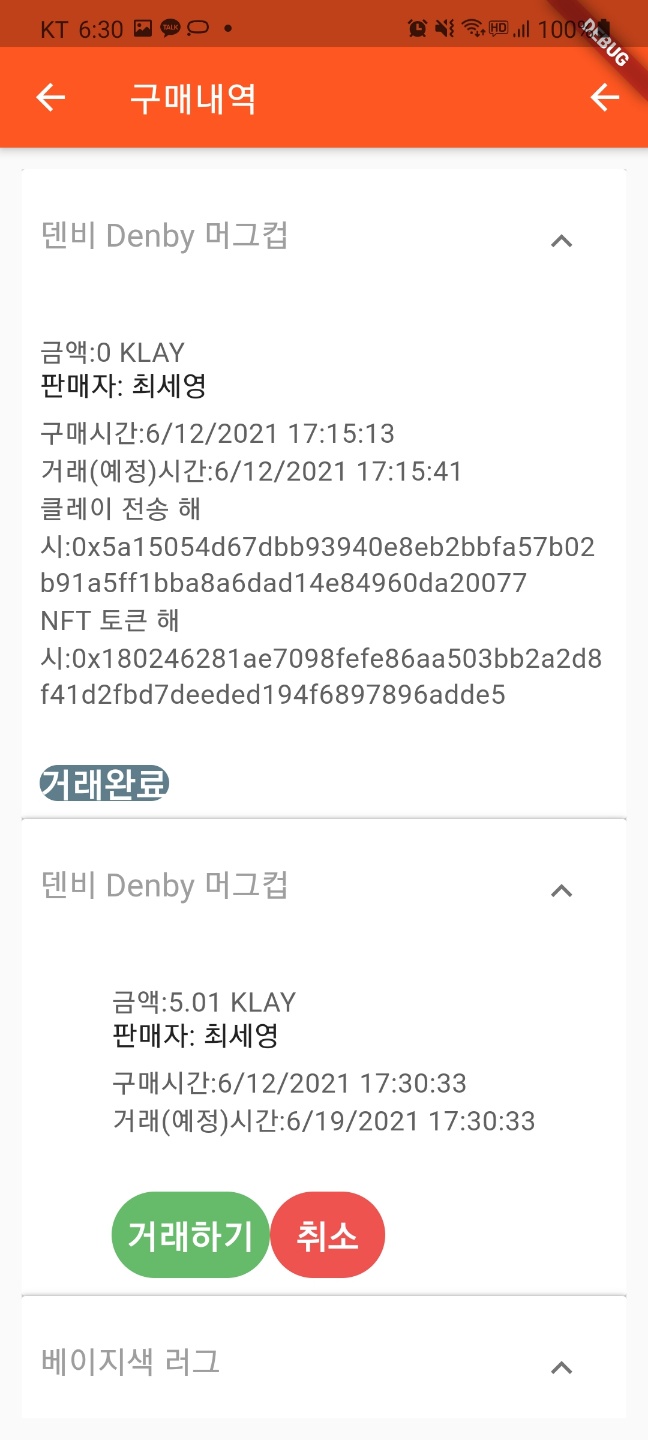 KT 6:30 TALK HD 100%
DEBUG
구매내역
덴비 Denby 머그컵
금액:0 KLAY
판매자: 최세영
구매시간:6/12/2021 17:15:13
거래(예정)시간:6/12/2021 17:15:41
클레이 전송 해
시:0x5a15054d67dbb93940e8eb2bbfa57b02
b91a5ff1bba8a6dad14e84960da20077
NFT 토큰 해
시:0x180246281ae7098fefe86aa503bb2a2d8
f41d2fbd7deeded194f6897896adde5
거래완료
덴비 Denby 머그컵
금액:5.01 KLAY
판매자: 최세영
구매시간:6/12/2021 17:30:33
거래(예정)시간:6/19/2021 17:30:33
거래하기 취소
베이지색 러그